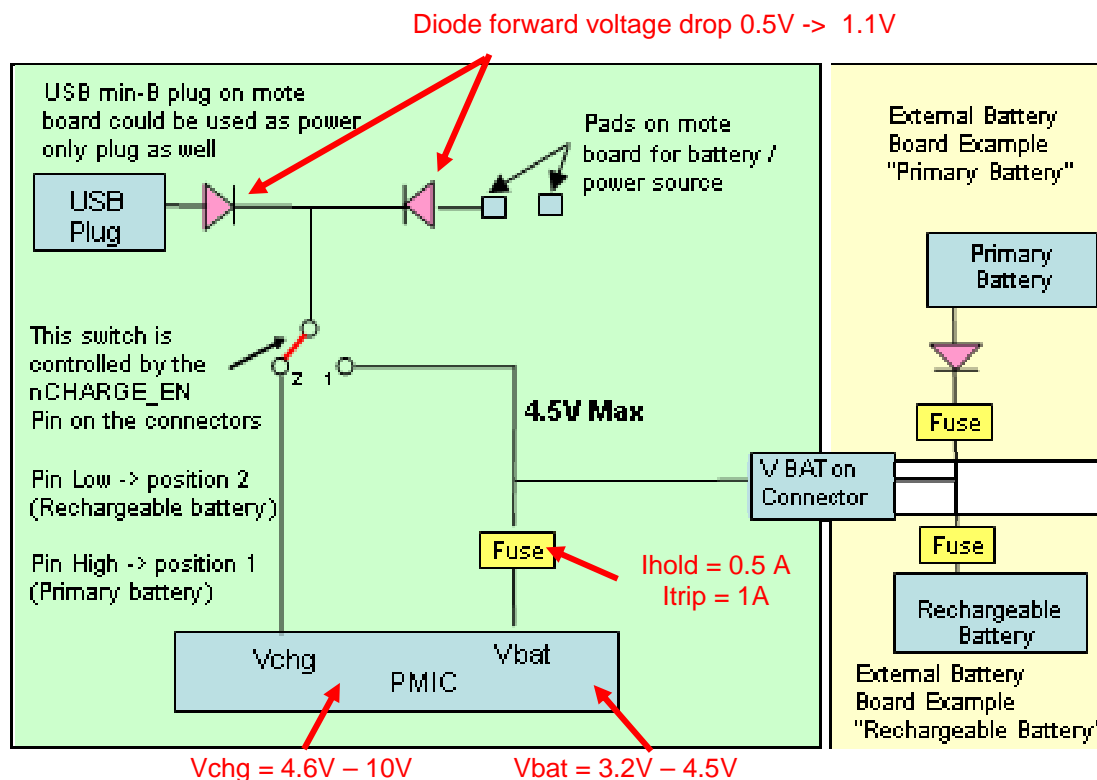 Diode forward voltage drop 0.5V -> 1.1V
USB min-B plug on mote
board could be used as power
only plug as well
USB
Plug
Pads on mote
board for battery /
power source
External Battery
Board Example
"Primary Battery"
Primary
Battery
This switch is
controlled by the
nCHARGE_EN
Pin on the connectors
2
1
4.5V Max
Fuse
Pin Low -> position 2
(Rechargeable battery)
VBAT on
Connector
Pin High -> position 1
(Primary battery)
Fuse
Ihold = 0.5 A
Itrip = 1A
Fuse
Rechargeable
Battery
Vchg
Vbat
PMIC
External Battery
Board Example
"Rechargeable Battery"
Vchg = 4.6V – 10V
Vbat = 3.2V – 4.5V